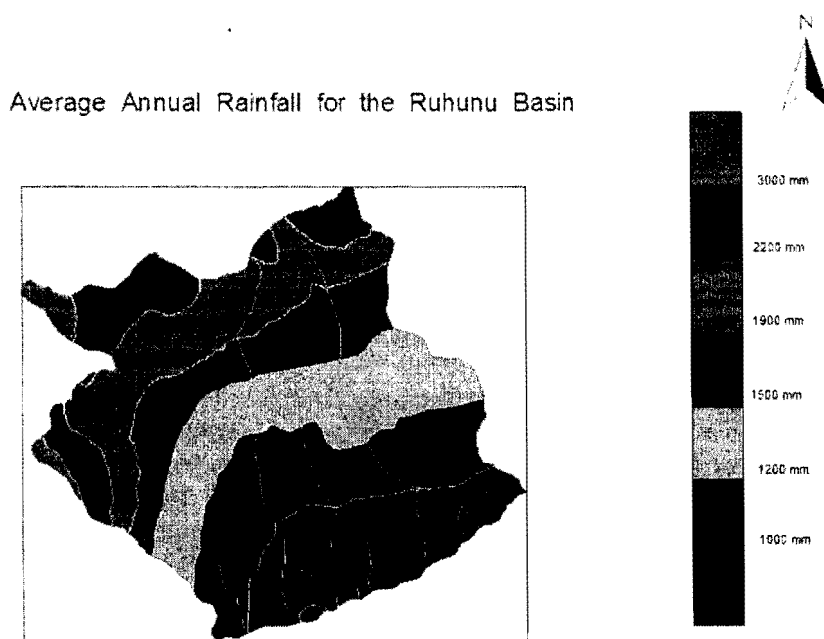 N
Average Annual Rainfall for the Ruhunu Basin
3000 mm
2200 mm
1900 mm
1500 mm
1200 mm
1000 mm